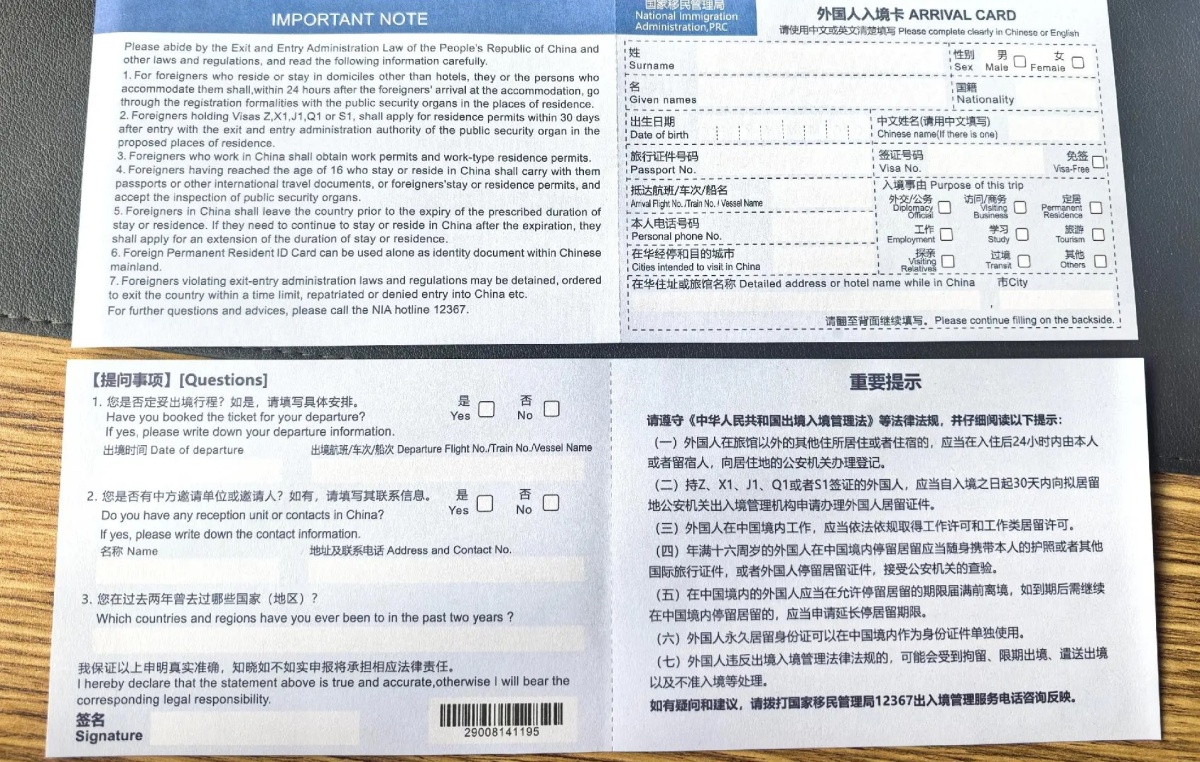 IMPORTANT NOTE
Please abide by the Exit and Entry Administration Law of the People's Republic of China and
other laws and regulations and read the following information carefully.
1. For foreigners who reside or stay in domiciles other than hotels, they or the persons who
accommodate them shall,within 24 hours after the foreigners' arrival at the accommodation, go
through the registration formalities with the public security organs in the places of residence.
2. Foreigners holding Visas Z,X1,J1,Q1 or S1, shall apply for residence permits within 30 days
after entry with the exit and entry administration authority of the public security organ in the
proposed places of residence.
3. Foreigners who work in China shall obtain work permits and work-type residence permits.
4. Foreigners having reached the age of 16 who stay or reside in China shall carry with them
passports or other international travel documents, or foreigners'stay or residence permits, and
accept the inspection of public security organs.
5. Foreigners in China shall leave the country prior to the expiry of the prescribed duration of
stay or residence. If they need to continue to stay or reside in China after the expiration, they
shall apply for an extension of the duration of stay or residence.
6. Foreign Permanent Resident ID Card can be used alone as identity document within Chinese
mainland.
7. Foreigners violating exit-entry administration laws and regulations may be detained, ordered
to exit the country within a time limit, repatriated or denied entry into China etc.
For further questions and advices, please call the NIA hotline 12367.
国家移民管理局
National Immigration
Administration,PRC
外国人入境卡 ARRIVAL CARD
请使用中文或英文清楚填写 Please complete clearly in Chinese or English
姓
Surname
性别 男 女
Sex Male Female
名
Given names
国籍
Nationality
出生日期
Date of birth
中文姓名(请用中文填写)
Chinese name(If there is one)
旅行证件号码
Passport No.
签证号码 免签
Visa No. Visa-Free
抵达航班/车次/船名
Arrival Flight No./Train No./ Vessel Name
入境事由 Purpose of this trip
外交/公务 访问/商务 定居
Diplomacy Visiting Permanent
Official Business Residence
本人电话号码
Personal phone No.
工作 学习 旅游
Employment Study Tourism
在华经停和目的城市
Cities intended to visit in China
探亲 过境 其他
Visiting Transit Others
Relatives
在华住址或旅馆名称 Detailed address or hotel name while in China 市City
,
请翻至背面继续填写。Please continue filling on the backside.
【提问事项】[Questions]
1. 您是否定妥出境行程？如是，请填写具体安排。 是 否
Have you booked the ticket for your departure? Yes No
If yes, please write down your departure information.
出境时间 Date of departure 出境航班/车次/船次 Departure Flight No./Train No./Vessel Name
2. 您是否有中方邀请单位或邀请人？如有，请填写其联系信息。 是 否
Do you have any reception unit or contacts in China? Yes No
If yes, please write down the contact information.
名称 Name 地址及联系电话 Address and Contact No.
3. 您在过去两年曾去过哪些国家（地区）？
Which countries and regions have you ever been to in the past two years ?
我保证以上申明真实准确，知晓如不如实申报将承担相应法律责任。
I hereby declare that the statement above is true and accurate,otherwise I will bear the
corresponding legal responsibility.
签名
Signature
29008141195
重要提示
请遵守《中华人民共和国出境入境管理法》等法律法规，并仔细阅读以下提示：
（一）外国人在旅馆以外的其他住所居住或者住宿的，应当在入住后24小时内由本人
或者留宿人，向居住地的公安机关办理登记。
（二）持Z、X1、J1、Q1或者S1签证的外国人，应当自入境之日起30天内向拟居留
地公安机关出入境管理机构申请办理外国人居留证件。
（三）外国人在中国境内工作，应当依法依规取得工作许可和工作类居留许可。
（四）年满十六周岁的外国人在中国境内停留居留应当随身携带本人的护照或者其他
国际旅行证件，或者外国人停留居留证件，接受公安机关的查验。
（五）在中国境内的外国人应当在允许停留居留的期限届满前离境，如到期后需继续
在中国境内停留居留的，应当申请延长停居留期限。
（六）外国人永久居留身份证可以在中国境内作为身份证件单独使用。
（七）外国人违反出境入境管理法律法规的，可能会受到拘留、限期出境、遣送出境
以及不准入境等处理。
如有疑问和建议，请拨打国家移民管理局12367出入境管理服务电话咨询反映。